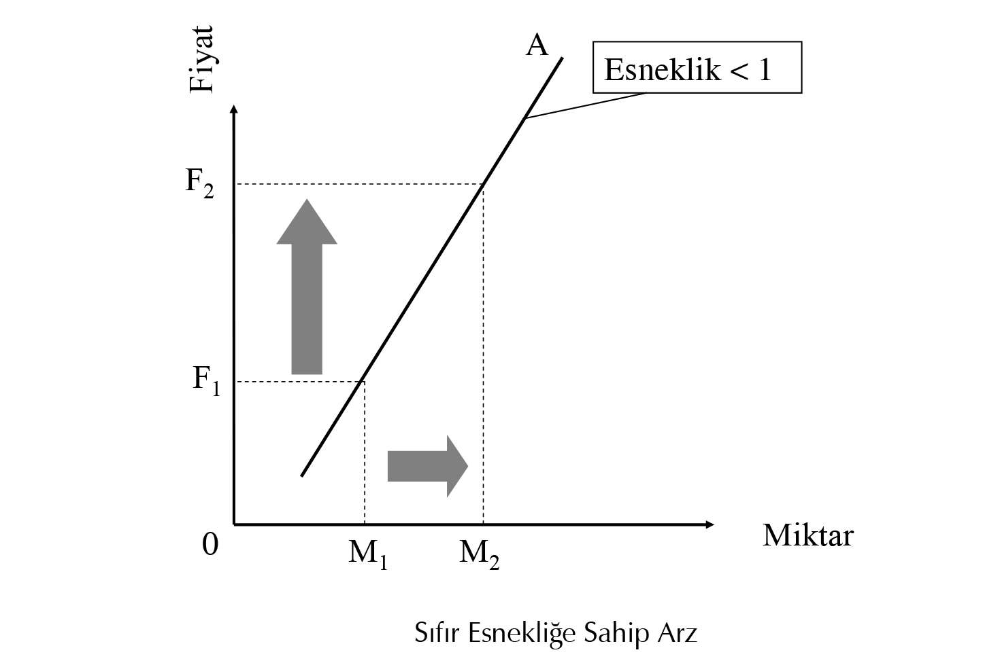 Fiyat
A
Esneklik < 1
F2
F1
0
M1
M2
Miktar
Sıfır Esnekliğe Sahip Arz